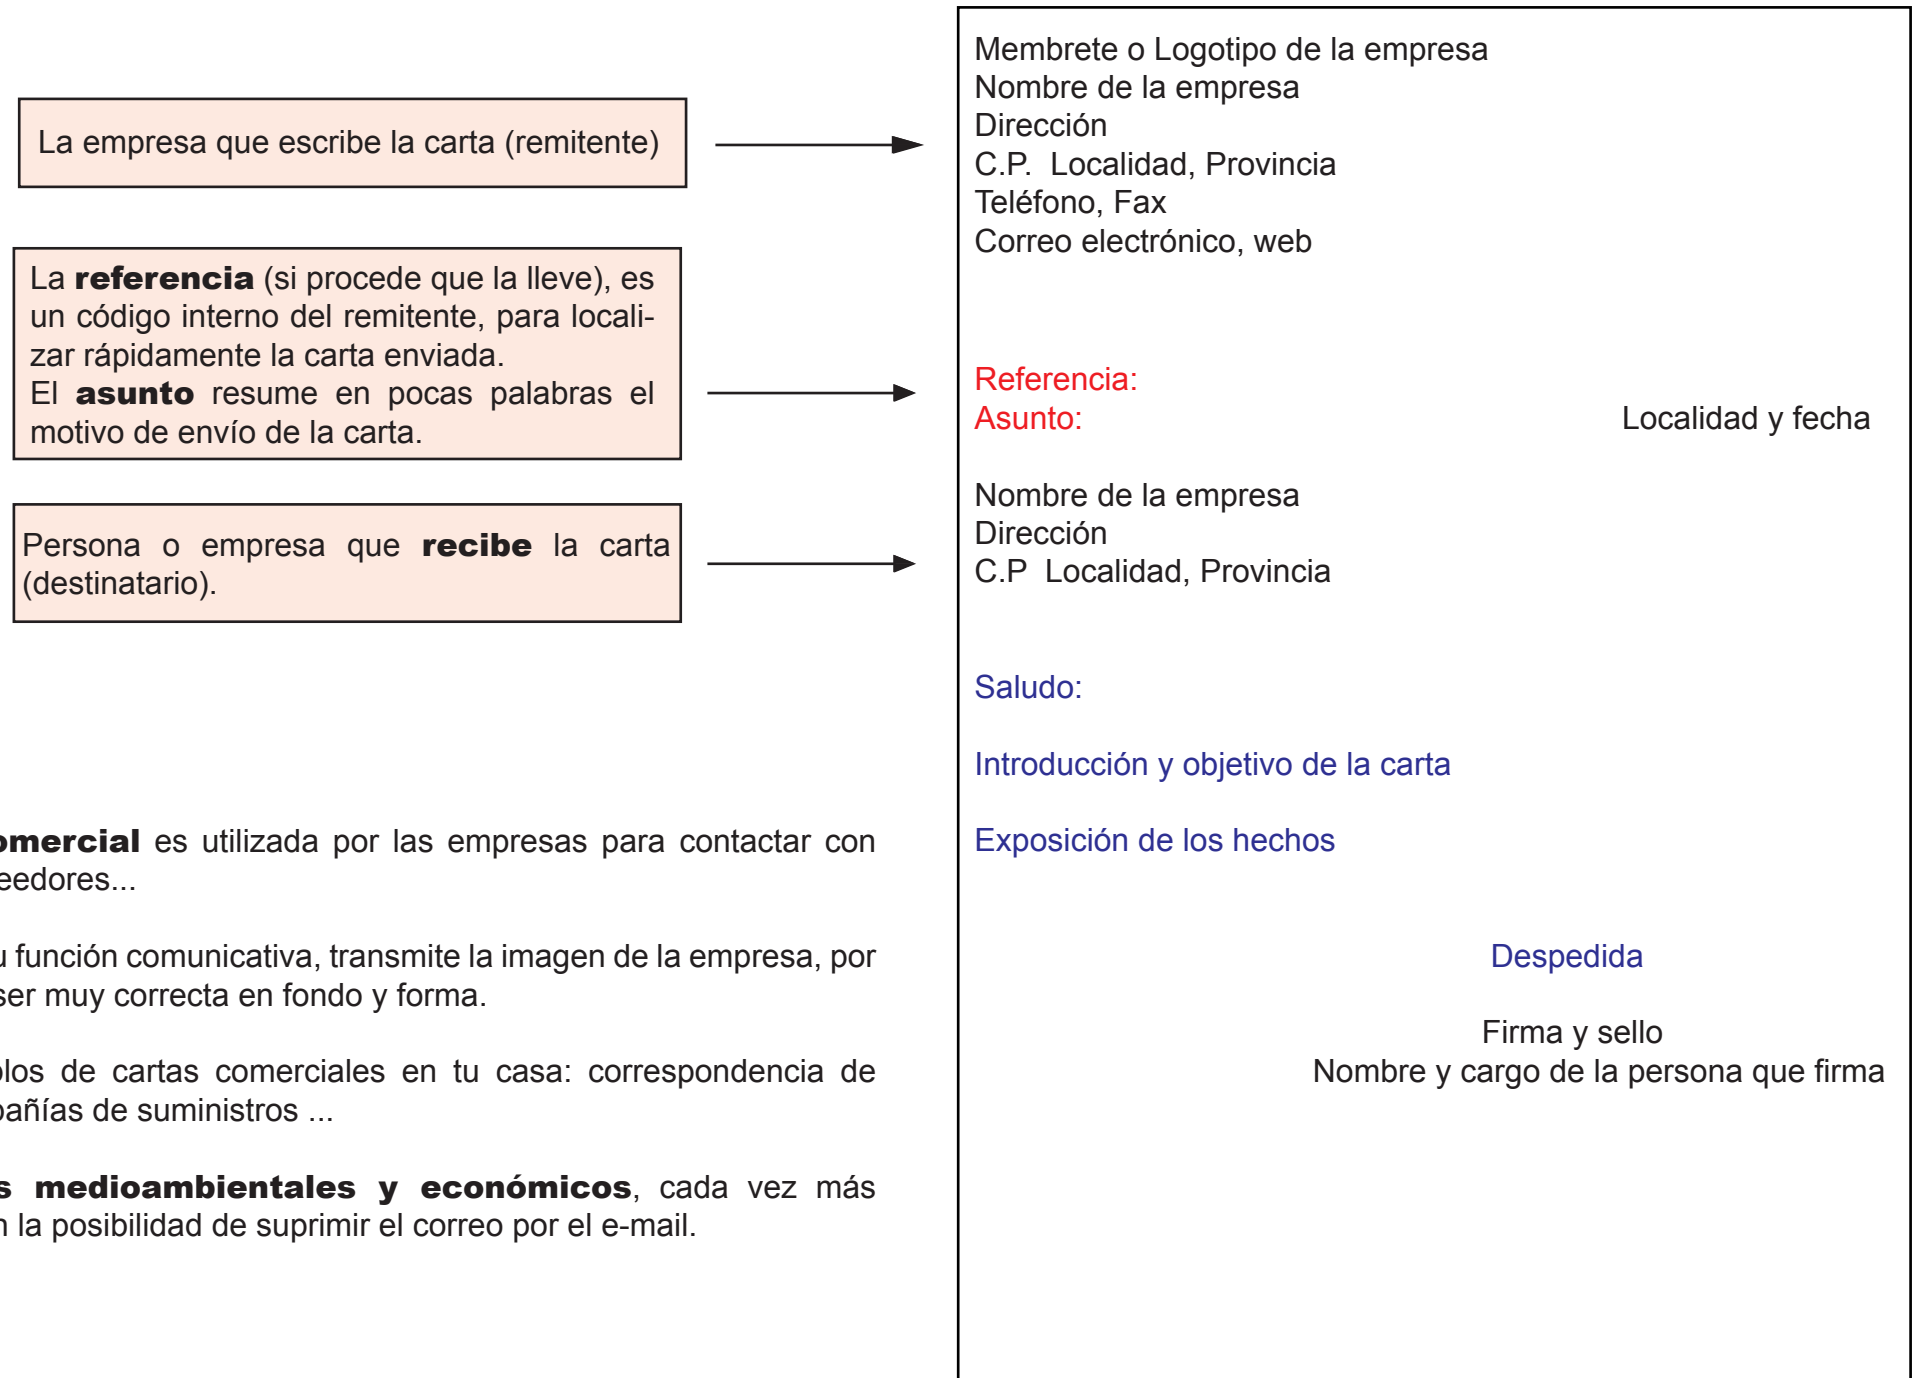 La empresa que escribe la carta (remitente)
La referencia (si procede que la lleve), es
un código interno del remitente, para locali-
zar rápidamente la carta enviada.
El asunto resume en pocas palabras el
motivo de envío de la carta.
Persona o empresa que recibe la carta
(destinatario).
omercial es utilizada por las empresas para contactar con
eedores...
u función comunicativa, transmite la imagen de la empresa, por
ser muy correcta en fondo y forma.
plos de cartas comerciales en tu casa: correspondencia de
pañías de suministros ...
s medioambientales y económicos, cada vez más
n la posibilidad de suprimir el correo por el e-mail.
Membrete o Logotipo de la empresa
Nombre de la empresa
Dirección
C.P. Localidad, Provincia
Teléfono, Fax
Correo electrónico, web
Referencia:
Asunto: Localidad y fecha
Nombre de la empresa
Dirección
C.P Localidad, Provincia
Saludo:
Introducción y objetivo de la carta
Exposición de los hechos
Despedida
Firma y sello
Nombre y cargo de la persona que firma